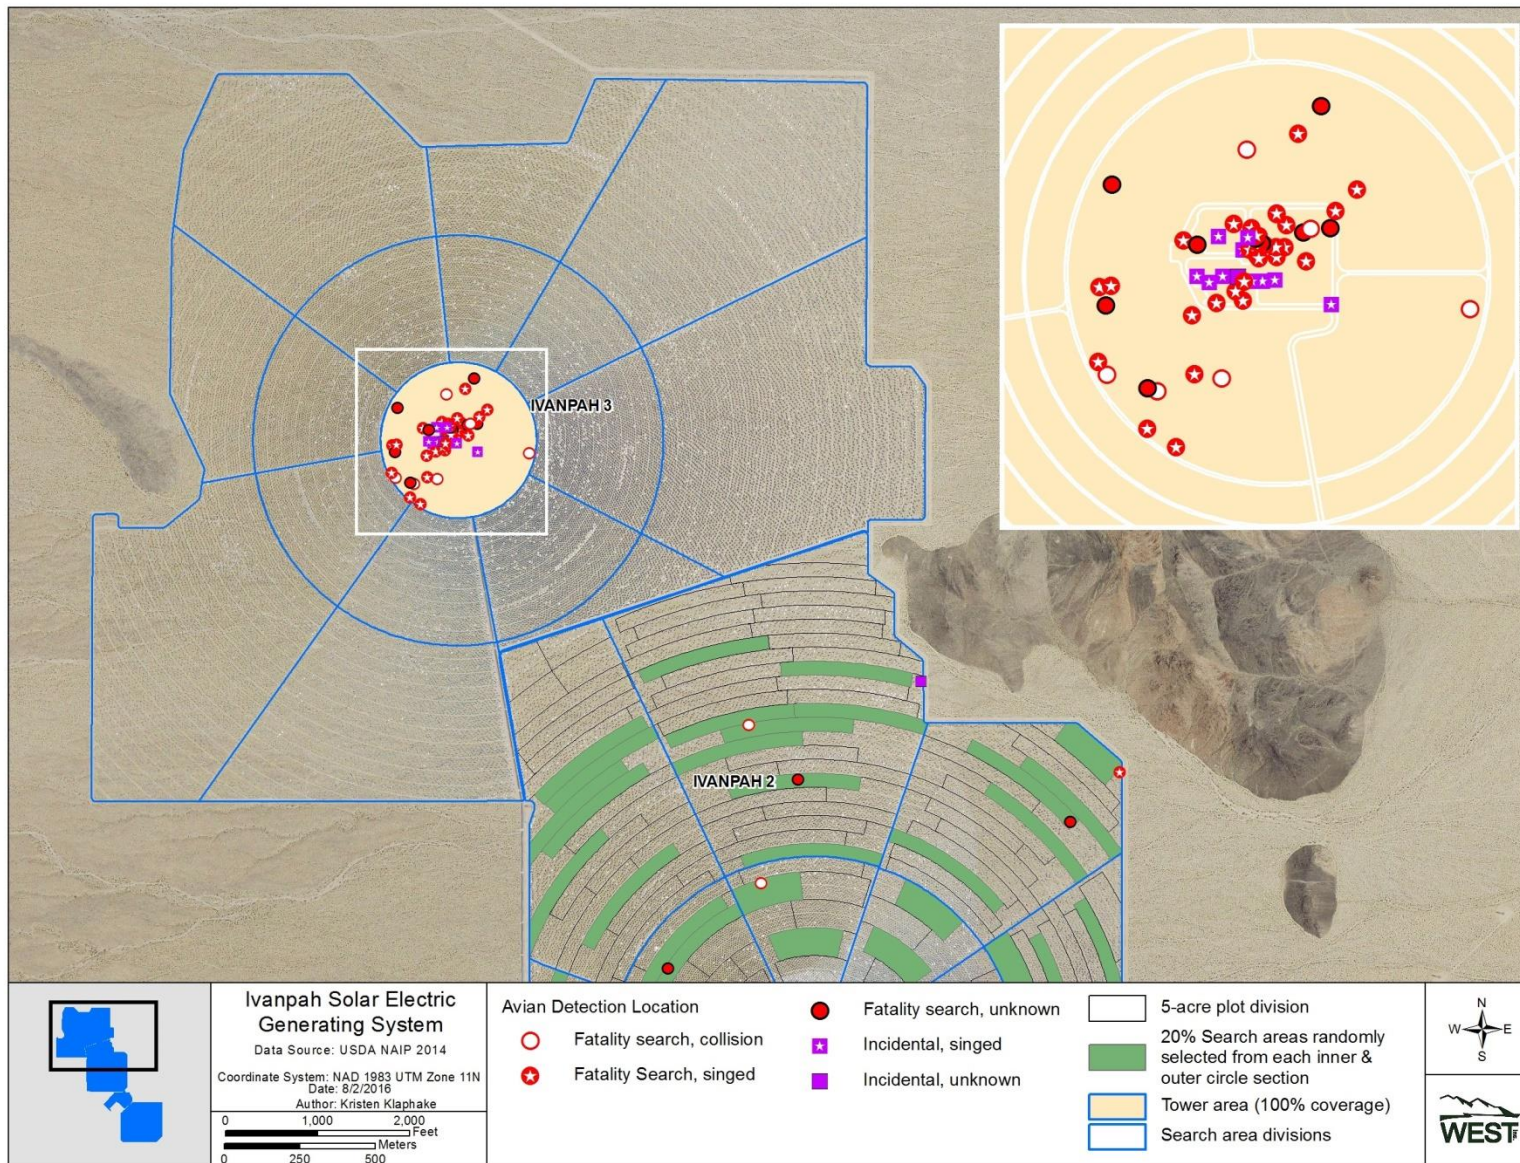 IVANPAH 3
IVANPAH 2
Ivanpah Solar Electric
Generating System
Data Source: USDA NAIP 2014
Coordinate System: NAD 1983 UTM Zone 11N
Date: 8/2/2016
Author: Kristen Klaphake
0 1,000 2,000
Feet
Meters
0 250 500
Avian Detection Location
Fatality search, collision
Fatality Search, singed
Fatality search, unknown
Incidental, singed
Incidental, unknown
5-acre plot division
20% Search areas randomly
selected from each inner &
outer circle section
Tower area (100% coverage)
Search area divisions
N
W E
S
WEST